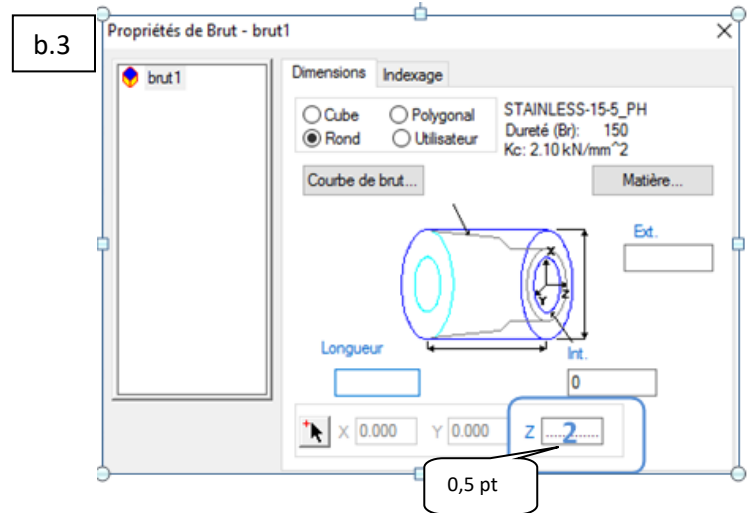 b.3
Propriétés de Brut - brut1
brut1
Dimensions Indexage
Cube Polygonal
Rond Utilisateur
STAINLESS-15-5_PH
Dureté (Br): 150
Kc: 2.10 kN/mm^2
Courbe de brut... Matière...
Ext.
X
Y Z
Longueur
Int.
0
X 0.000 Y 0.000 Z ....2....
0,5 pt